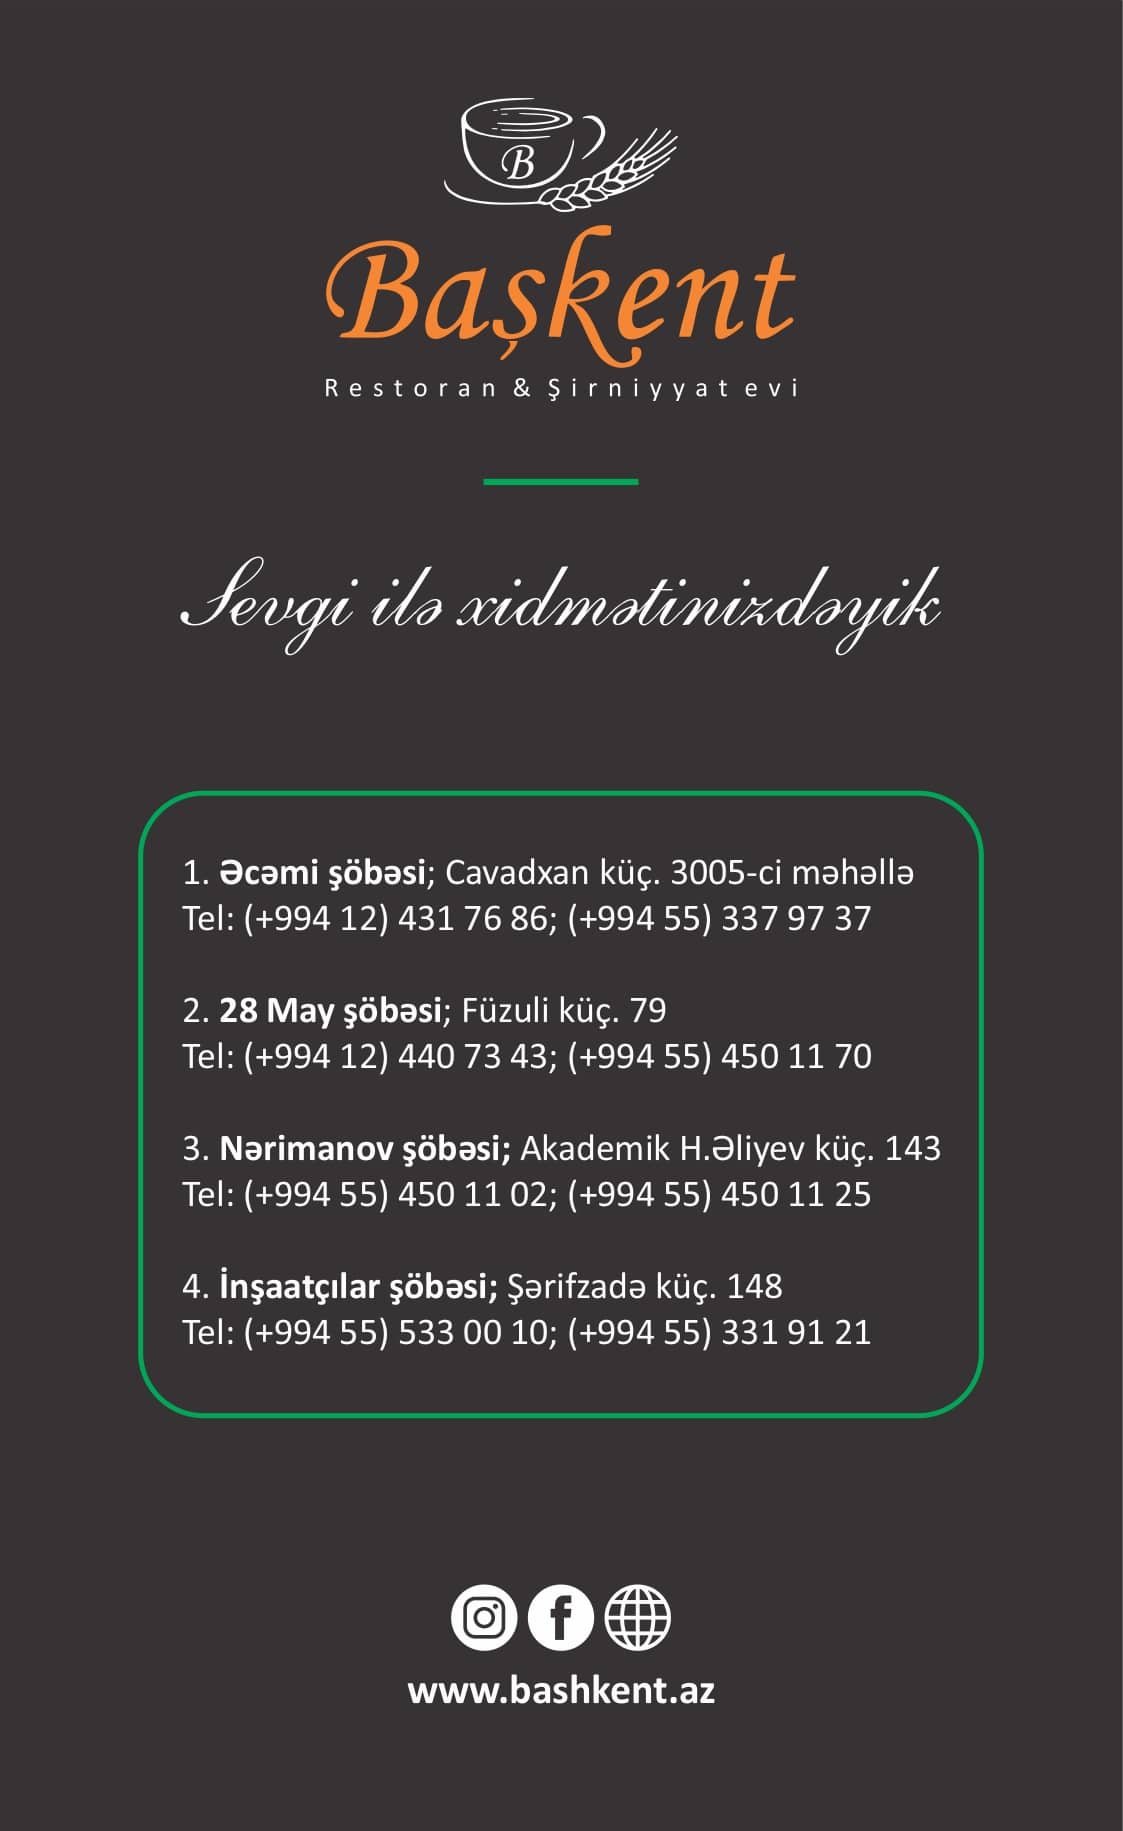 B
Başkent
Restoran & Şirniyyat evi
Sevgi ilə xidmətinizdəyik
1. Əcəmi şöbəsi; Cavadxan küç. 3005-ci məhəllə
Tel: (+994 12) 431 76 86; (+994 55) 337 97 37
2. 28 May şöbəsi; Füzuli küç. 79
Tel: (+994 12) 440 73 43; (+994 55) 450 11 70
3. Nərimanov şöbəsi; Akademik H.Əliyev küç. 143
Tel: (+994 55) 450 11 02; (+994 55) 450 11 25
4. İnşaatçılar şöbəsi; Şərifzadə küç. 148
Tel: (+994 55) 533 00 10; (+994 55) 331 91 21
www.bashkent.az